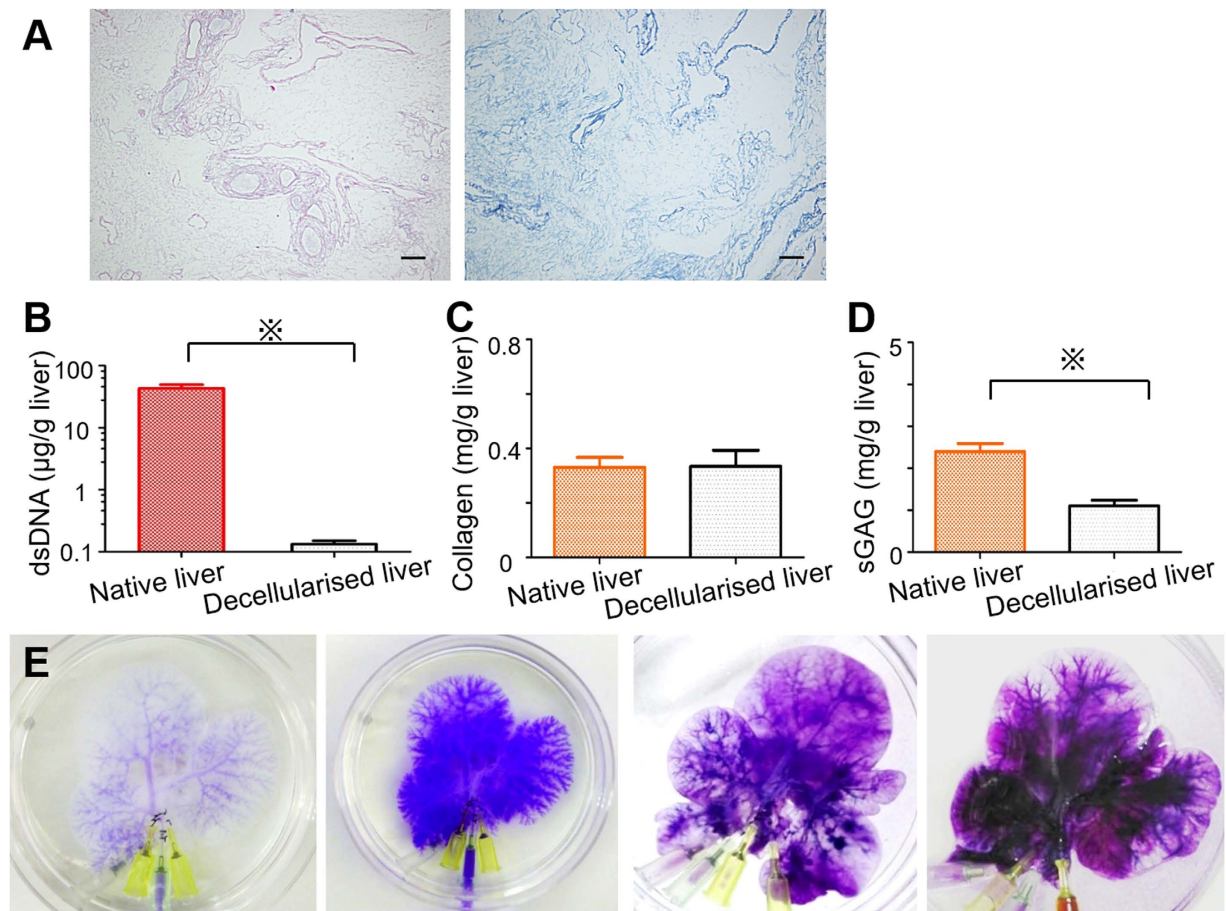 A
B
※
dsDNA (µg/g liver)
100
10
1
0.1
Native liver
Decellularised liver
C
Collagen (mg/g liver)
0.8
0.4
0
Native liver
Decellularised liver
D
※
sGAG (mg/g liver)
5
0
Native liver
Decellularised liver
E